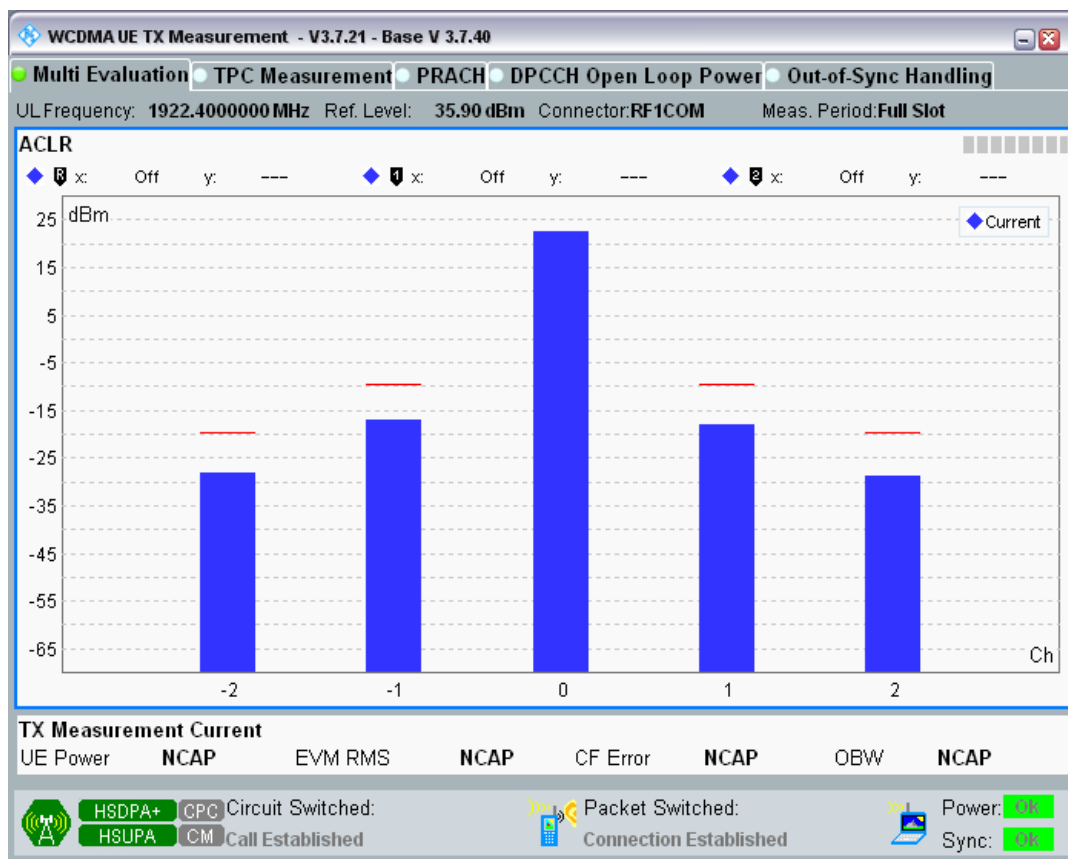 WCDMA UE TX Measurement - V3.7.21 - Base V 3.7.40
Multi Evaluation TPC Measurement PRACH DPCCH Open Loop Power Out-of-Sync Handling
UL Frequency: 1922.4000000 MHz Ref. Level: 35.90 dBm Connector:RF1COM Meas. Period:Full Slot
ACLR
R x: Off y: --- 1 x: Off y: --- 2 x: Off y: ---
dBm
Current
25
15
5
-5
-15
-25
-35
-45
-55
-65
Ch
-2 -1 0 1 2
TX Measurement Current
UE Power NCAP EVM RMS NCAP CF Error NCAP OBW NCAP
HSDPA+ CPC Circuit Switched: Packet Switched: Power: Ok
HSUPA CM Call Established Connection Established Sync: Ok